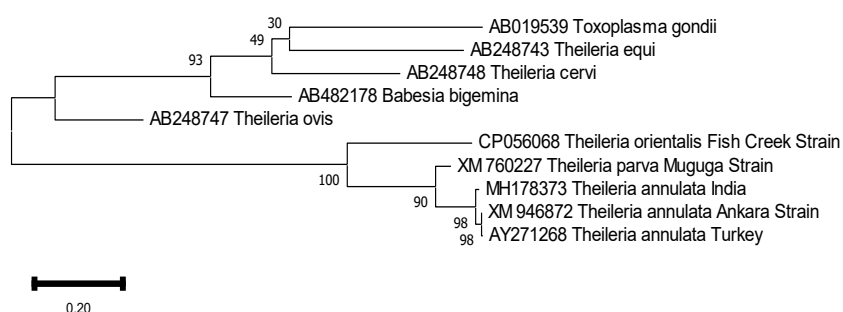 30
AB019539 Toxoplasma gondii
49
AB248743 Theileria equi
93
AB248748 Theileria cervi
AB482178 Babesia bigemina
AB248747 Theileria ovis
CP056068 Theileria orientalis Fish Creek Strain
XM 760227 Theileria parva Muguga Strain
100
MH178373 Theileria annulata India
90
XM 946872 Theileria annulata Ankara Strain
98
AY271268 Theileria annulata Turkey
98
0.20